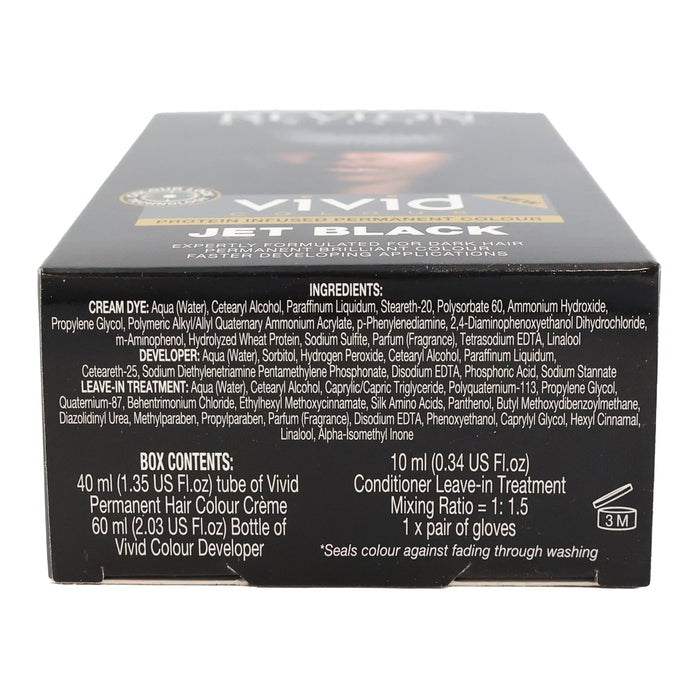 REVLON
COLOUR LOCK
TECHNOLOGY
vivid
NEW
COLOUR
PROTEIN INFUSED PERMANENT COLOUR
JET BLACK
EXPERTLY FORMULATED FOR DARK HAIR
PERMANENT BRILLIANT COLOUR
FASTER DEVELOPING APPLICATIONS
INGREDIENTS:
CREAM DYE: Aqua (Water), Cetearyl Alcohol, Paraffinum Liquidum, Steareth-20, Polysorbate 60, Ammonium Hydroxide,
Propylene Glycol, Polymeric Alkyl/Allyl Quaternary Ammonium Acrylate, p-Phenylenediamine, 2,4-Diaminophenoxyethanol Dihydrochloride,
m-Aminophenol, Hydrolyzed Wheat Protein, Sodium Sulfite, Parfum (Fragrance), Tetrasodium EDTA, Linalool
DEVELOPER: Aqua (Water), Sorbitol, Hydrogen Peroxide, Cetearyl Alcohol, Paraffinum Liquidum,
Ceteareth-25, Sodium Diethylenetriamine Pentamethylene Phosphonate, Disodium EDTA, Phosphoric Acid, Sodium Stannate
LEAVE-IN TREATMENT: Aqua (Water), Cetearyl Alcohol, Caprylic/Capric Triglyceride, Polyquaternium-113, Propylene Glycol,
Quaternium-87, Behentrimonium Chloride, Ethylhexyl Methoxycinnamate, Silk Amino Acids, Panthenol, Butyl Methoxydibenzoylmethane,
Diazolidinyl Urea, Methylparaben, Propylparaben, Parfum (Fragrance), Disodium EDTA, Phenoxyethanol, Caprylyl Glycol, Hexyl Cinnamal,
Linalool, Alpha-Isomethyl Inone
BOX CONTENTS:
40 ml (1.35 US Fl.oz) tube of Vivid
Permanent Hair Colour Crème
60 ml (2.03 US Fl.oz) Bottle of
Vivid Colour Developer
10 ml (0.34 US Fl.oz)
Conditioner Leave-in Treatment
Mixing Ratio = 1: 1.5
1 x pair of gloves
*Seals colour against fading through washing
3 M